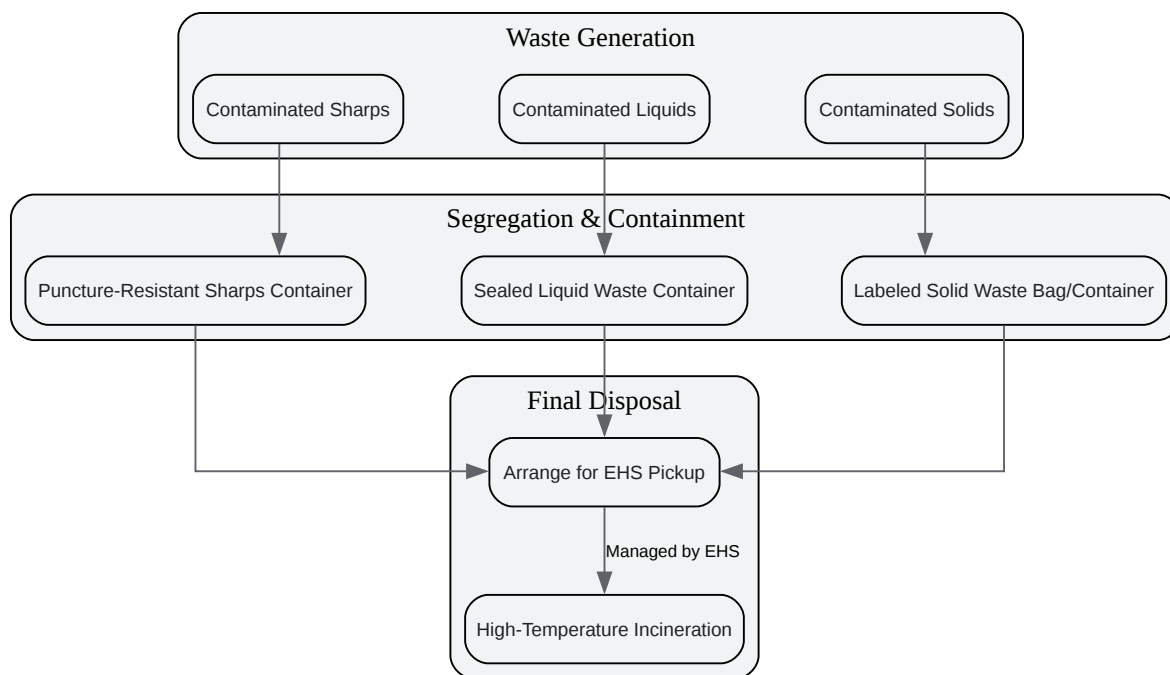 Waste Generation
Contaminated Sharps
Contaminated Liquids
Contaminated Solids
Segregation & Containment
Puncture-Resistant Sharps Container
Sealed Liquid Waste Container
Labeled Solid Waste Bag/Container
Final Disposal
Arrange for EHS Pickup
Managed by EHS
High-Temperature Incineration